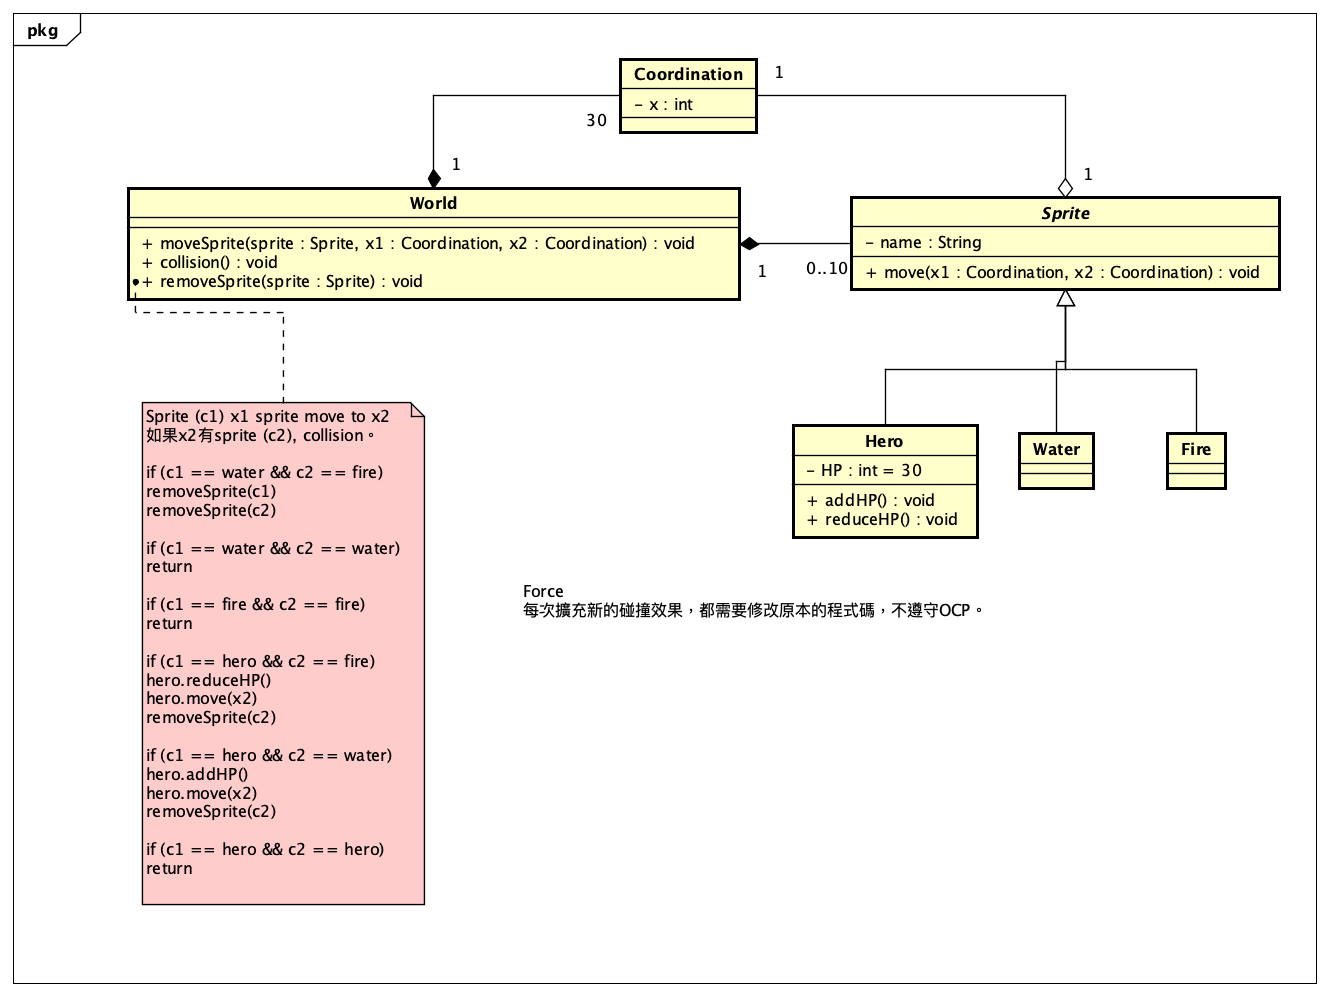 pkg
Coordination
- x : int
1
30
1
1
World
+ moveSprite(sprite : Sprite, x1 : Coordination, x2 : Coordination) : void
+ collision() : void
+ removeSprite(sprite : Sprite) : void
1
0..10
Sprite
- name : String
+ move(x1 : Coordination, x2 : Coordination) : void
Hero
- HP : int = 30
+ addHP() : void
+ reduceHP() : void
Water
Fire
Sprite (c1) x1 sprite move to x2
如果x2有sprite (c2), collision。
if (c1 == water && c2 == fire)
removeSprite(c1)
removeSprite(c2)
if (c1 == water && c2 == water)
return
if (c1 == fire && c2 == fire)
return
if (c1 == hero && c2 == fire)
hero.reduceHP()
hero.move(x2)
removeSprite(c2)
if (c1 == hero && c2 == water)
hero.addHP()
hero.move(x2)
removeSprite(c2)
if (c1 == hero && c2 == hero)
return
Force
每次擴充新的碰撞效果，都需要修改原本的程式碼，不遵守OCP。